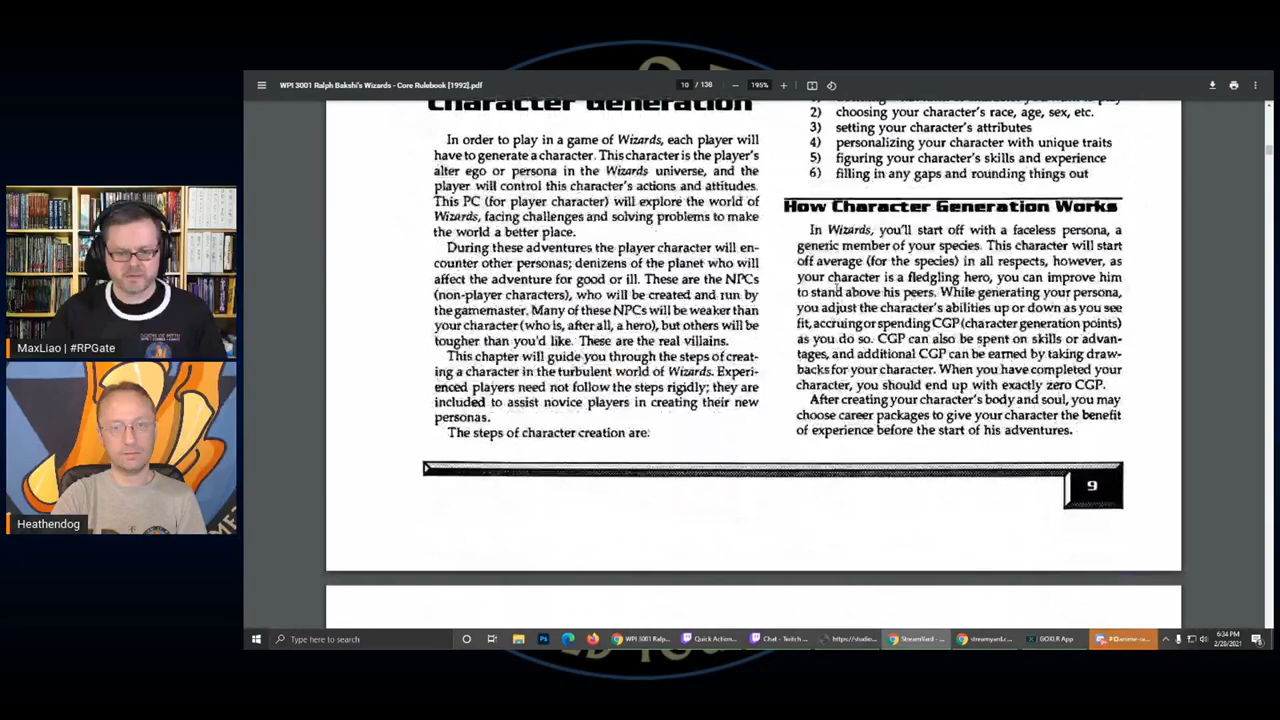 WPI 3001 Ralph Bakshi's Wizards - Core Rulebook [1992].pdf
10 / 138
195%
Character Generation
In order to play in a game of Wizards, each player will
have to generate a character. This character is the player's
alter ego or persona in the Wizards universe, and the
player will control this character's actions and attitudes.
This PC (for player character) will explore the world of
Wizards, facing challenges and solving problems to make
the world a better place.
During these adventures the player character will en-
counter other personas; denizens of the planet who will
affect the adventure for good or ill. These are the NPCs
(non-player characters), who will be created and run by
the gamemaster. Many of these NPCs will be weaker than
your character (who is, after all, a hero), but others will be
tougher than you'd like. These are the real villains.
This chapter will guide you through the steps of creat-
ing a character in the turbulent world of Wizards. Experi-
enced players need not follow the steps rigidly; they are
included to assist novice players in creating their new
personas.
The steps of character creation are:
2) choosing your character's race, age, sex, etc.
3) setting your character's attributes
4) personalizing your character with unique traits
5) figuring your character's skills and experience
6) filling in any gaps and rounding things out
How Character Generation Works
In Wizards, you'll start off with a faceless persona, a
generic member of your species. This character will start
off average (for the species) in all respects, however, as
your character is a fledgling hero, you can improve him
to stand above his peers. While generating your persona,
you adjust the character's abilities up or down as you see
fit, accruing or spending CGP (character generation points)
as you do so. CGP can also be spent on skills or advan-
tages, and additional CGP can be earned by taking draw-
backs for your character. When you have completed your
character, you should end up with exactly zero CGP.
After creating your character's body and soul, you may
choose career packages to give your character the benefit
of experience before the start of his adventures.
9
MaxLiao | #RPGate
Heathendog
Type here to search
WPI 3001 Ralp...
Quick Action...
Chat - Twitch ...
https://studio...
StreamYard - ...
streamyard.c...
GOXLR App
6:34 PM
2/28/2021